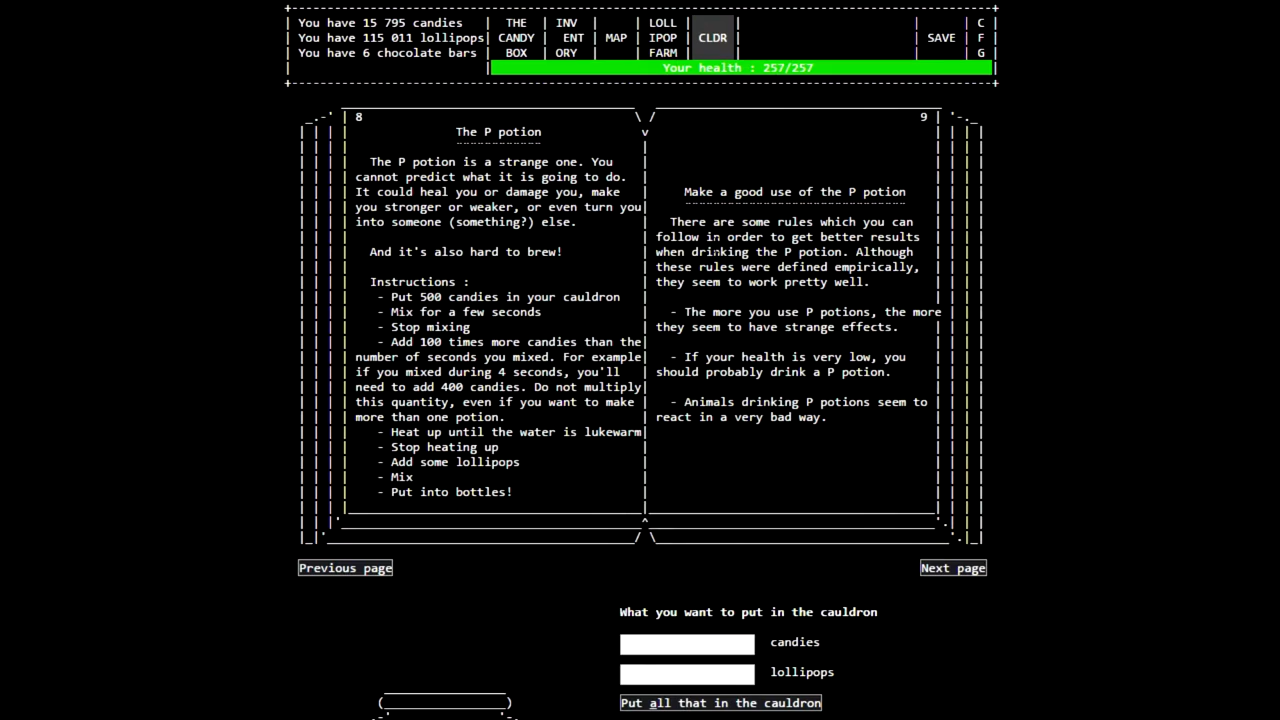 You have 15 795 candies
You have 115 011 lollipops
You have 6 chocolate bars
THE CANDY BOX
INV ENT ORY
MAP
LOLL IPOP FARM
CLDR
SAVE
C F G
Your health : 257/257
8
The P potion
The P potion is a strange one. You
cannot predict what it is going to do.
It could heal you or damage you, make
you stronger or weaker, or even turn you
into someone (something?) else.
And it's also hard to brew!
Instructions :
- Put 500 candies in your cauldron
- Mix for a few seconds
- Stop mixing
- Add 100 times more candies than the
number of seconds you mixed. For example
if you mixed during 4 seconds, you'll
need to add 400 candies. Do not multiply
this quantity, even if you want to make
more than one potion.
- Heat up until the water is lukewarm
- Stop heating up
- Add some lollipops
- Mix
- Put into bottles!
9
Make a good use of the P potion
There are some rules which you can
follow in order to get better results
when drinking the P potion. Although
these rules were defined empirically,
they seem to work pretty well.
- The more you use P potions, the more
they seem to have strange effects.
- If your health is very low, you
should probably drink a P potion.
- Animals drinking P potions seem to
react in a very bad way.
Previous page
Next page
What you want to put in the cauldron
candies
lollipops
Put all that in the cauldron